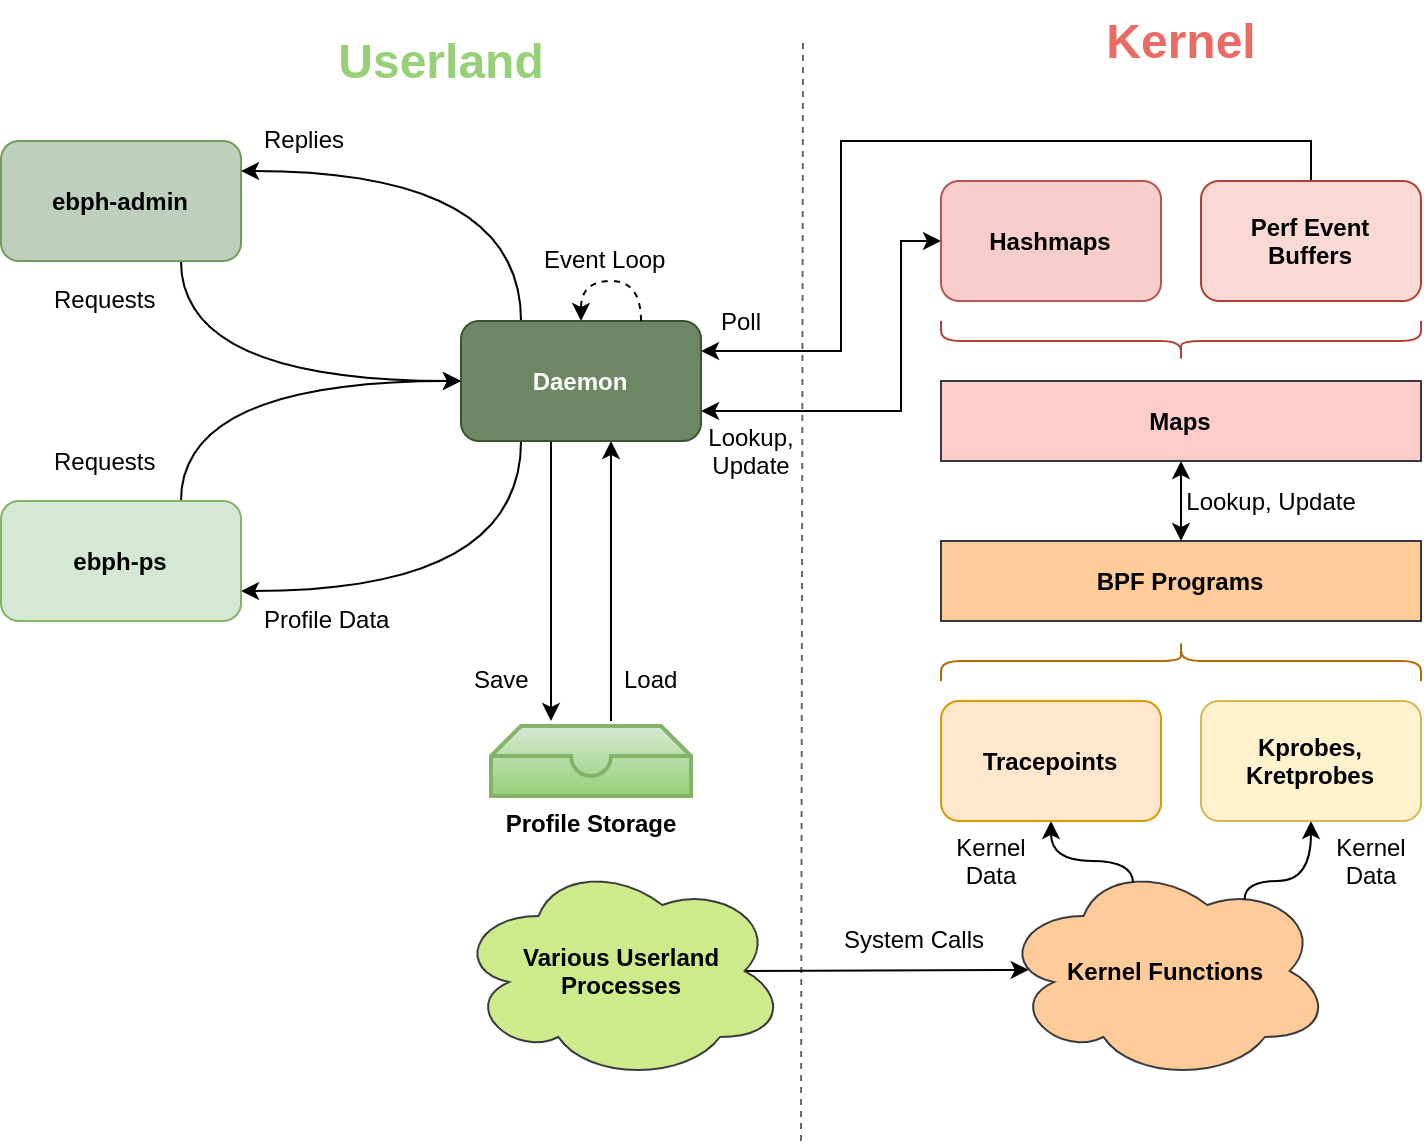 Userland
Kernel
Replies
ebph-admin
Requests
Event Loop
Daemon
Poll
Lookup,
Update
Requests
ebph-ps
Profile Data
Save
Load
Profile Storage
Hashmaps
Perf Event
Buffers
Maps
Lookup, Update
BPF Programs
Tracepoints
Kprobes,
Kretprobes
Kernel
Data
Kernel
Data
Various Userland
Processes
System Calls
Kernel Functions